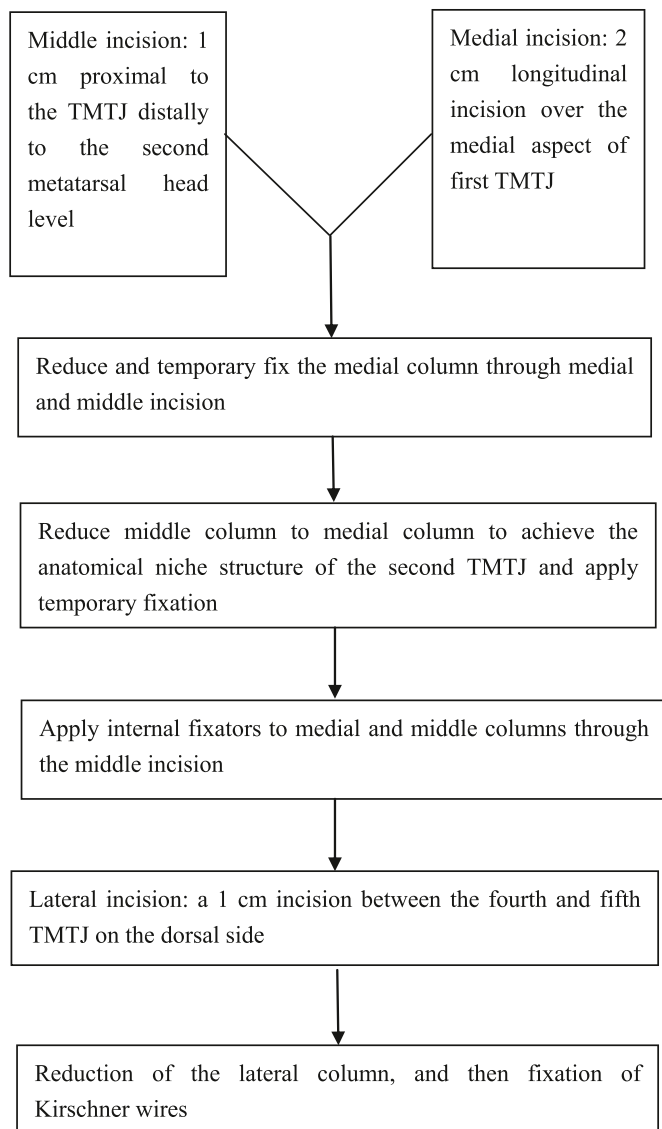 Middle incision: 1
cm proximal to
the TMTJ distally
to the second
metatarsal head
level
Medial incision: 2
cm longitudinal
incision over the
medial aspect of
first TMTJ
Reduce and temporary fix the medial column through medial
and middle incision
Reduce middle column to medial column to achieve the
anatomical niche structure of the second TMTJ and apply
temporary fixation
Apply internal fixators to medial and middle columns through
the middle incision
Lateral incision: a 1 cm incision between the fourth and fifth
TMTJ on the dorsal side
Reduction of the lateral column, and then fixation of
Kirschner wires